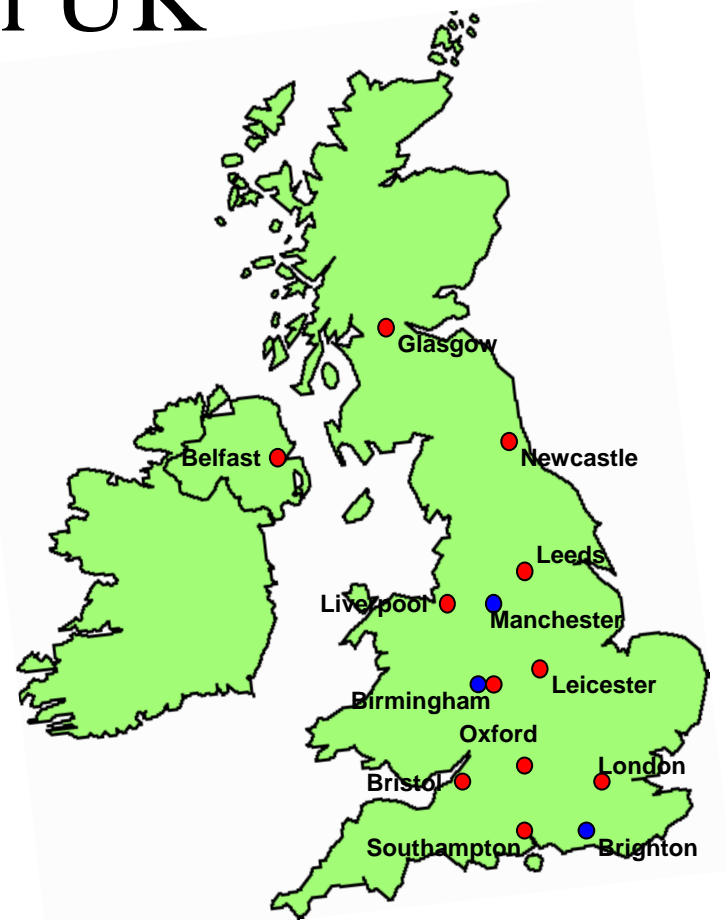 UK
Glasgow
Belfast
Newcastle
Leeds
Liverpool
Manchester
Leicester
Birmingham
Oxford
London
Bristol
Southampton
Brighton